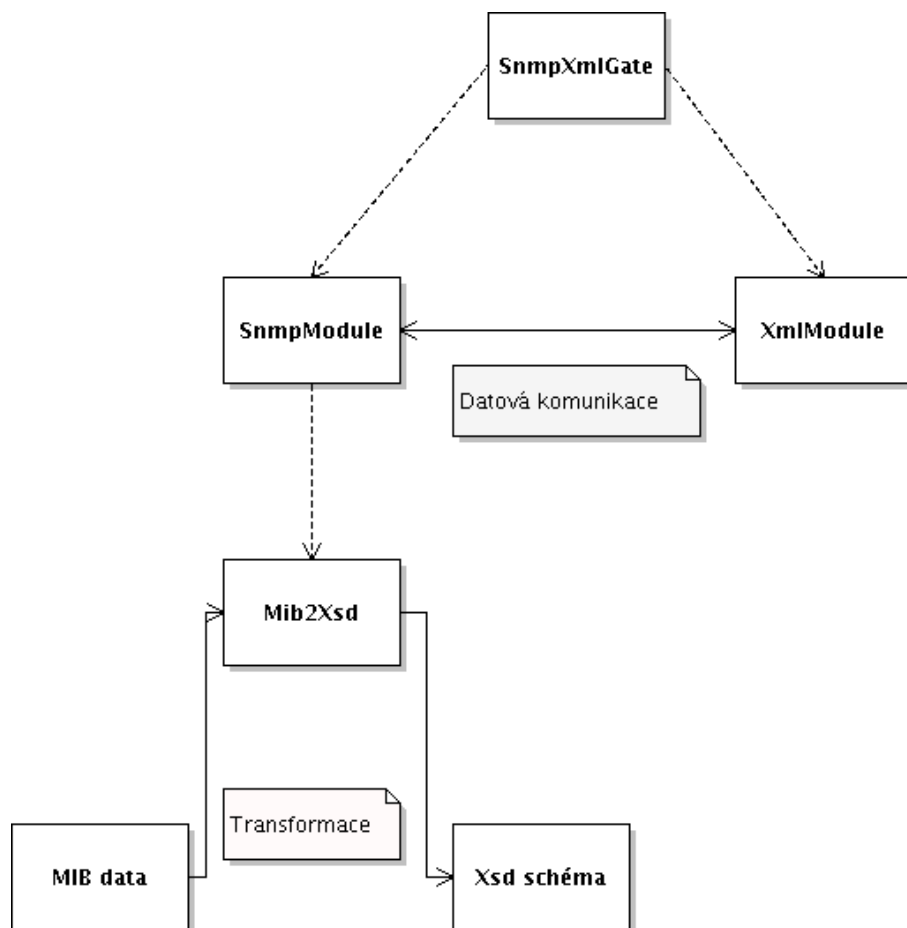 SnmpXmlGate
SnmpModule
XmlModule
Datová komunikace
Mib2Xsd
Transformace
MIB data
Xsd schéma